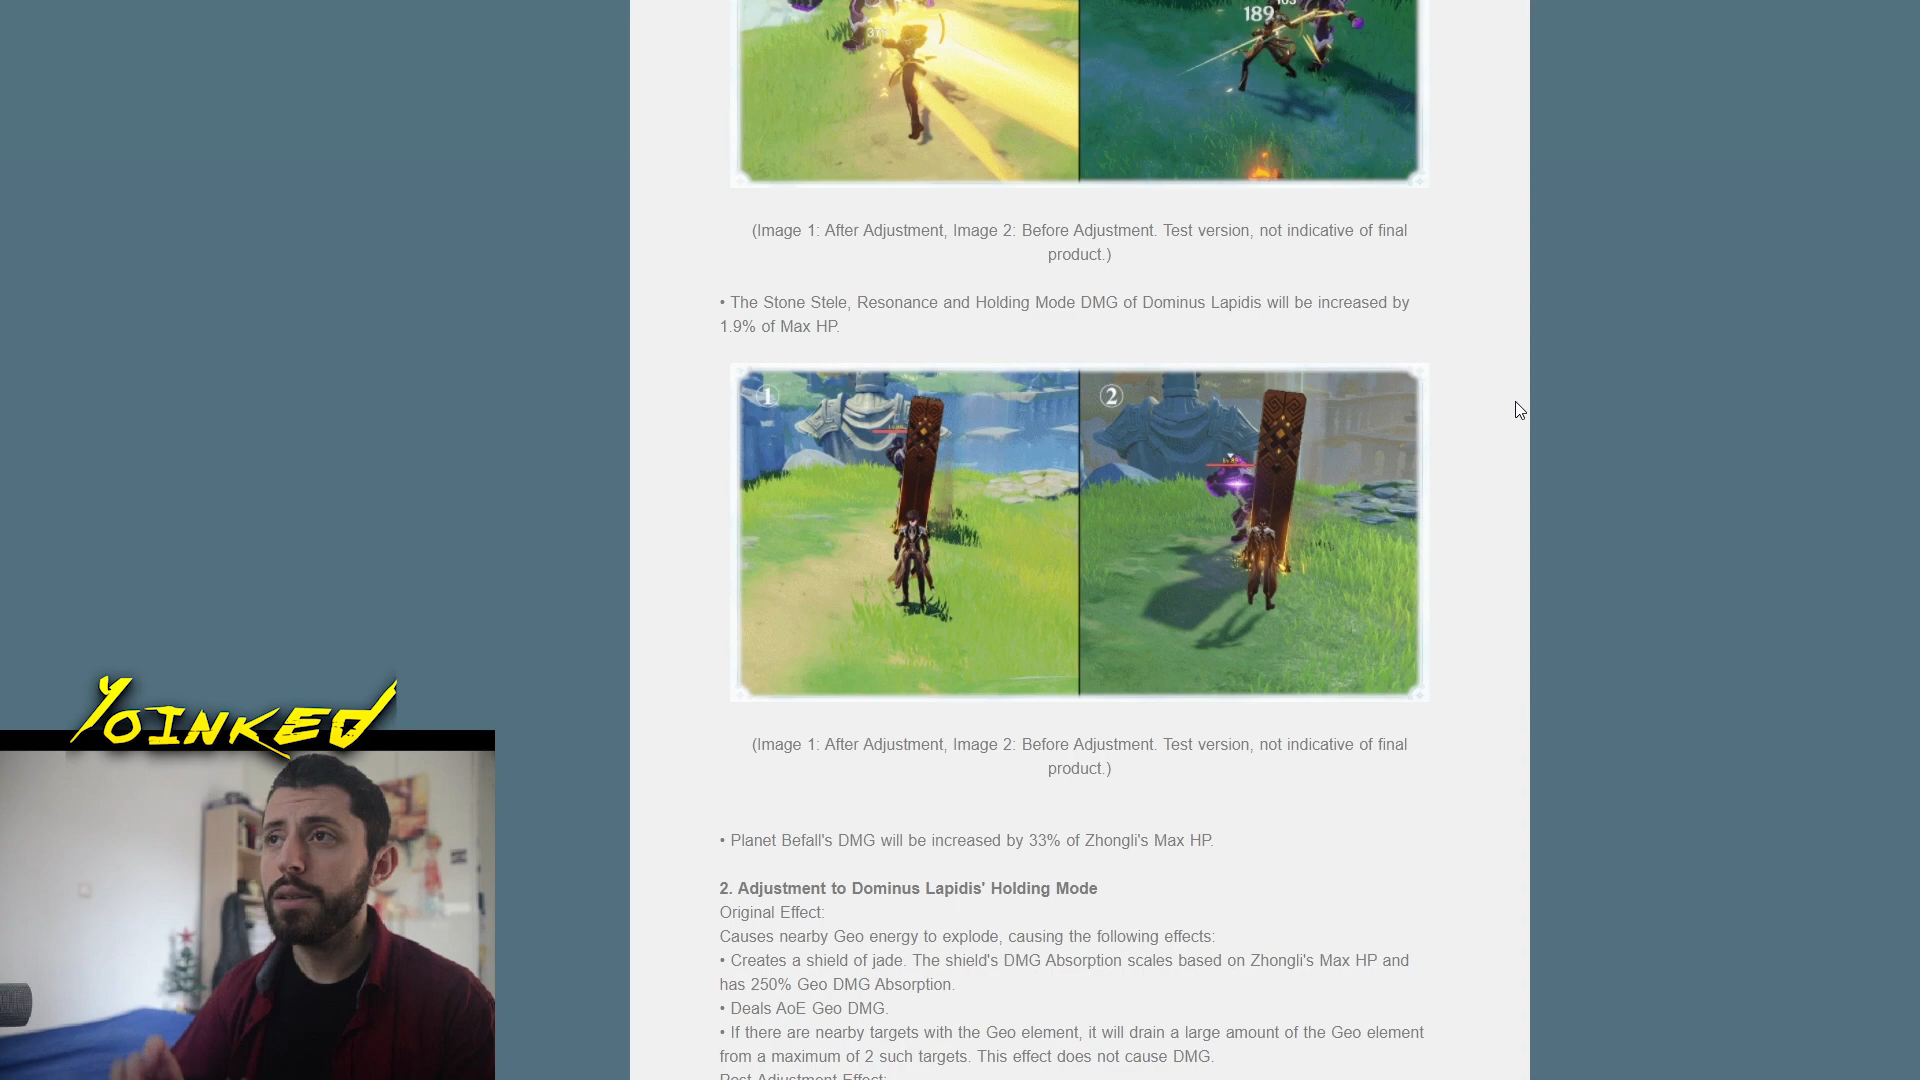 189
(Image 1: After Adjustment, Image 2: Before Adjustment. Test version, not indicative of final
product.)
• The Stone Stele, Resonance and Holding Mode DMG of Dominus Lapidis will be increased by
1.9% of Max HP.
1
2
(Image 1: After Adjustment, Image 2: Before Adjustment. Test version, not indicative of final
product.)
• Planet Befall's DMG will be increased by 33% of Zhongli's Max HP.
2. Adjustment to Dominus Lapidis' Holding Mode
Original Effect:
Causes nearby Geo energy to explode, causing the following effects:
• Creates a shield of jade. The shield's DMG Absorption scales based on Zhongli's Max HP and
has 250% Geo DMG Absorption.
• Deals AoE Geo DMG.
• If there are nearby targets with the Geo element, it will drain a large amount of the Geo element
from a maximum of 2 such targets. This effect does not cause DMG.
Post Adjustment Effect:
YOINKED